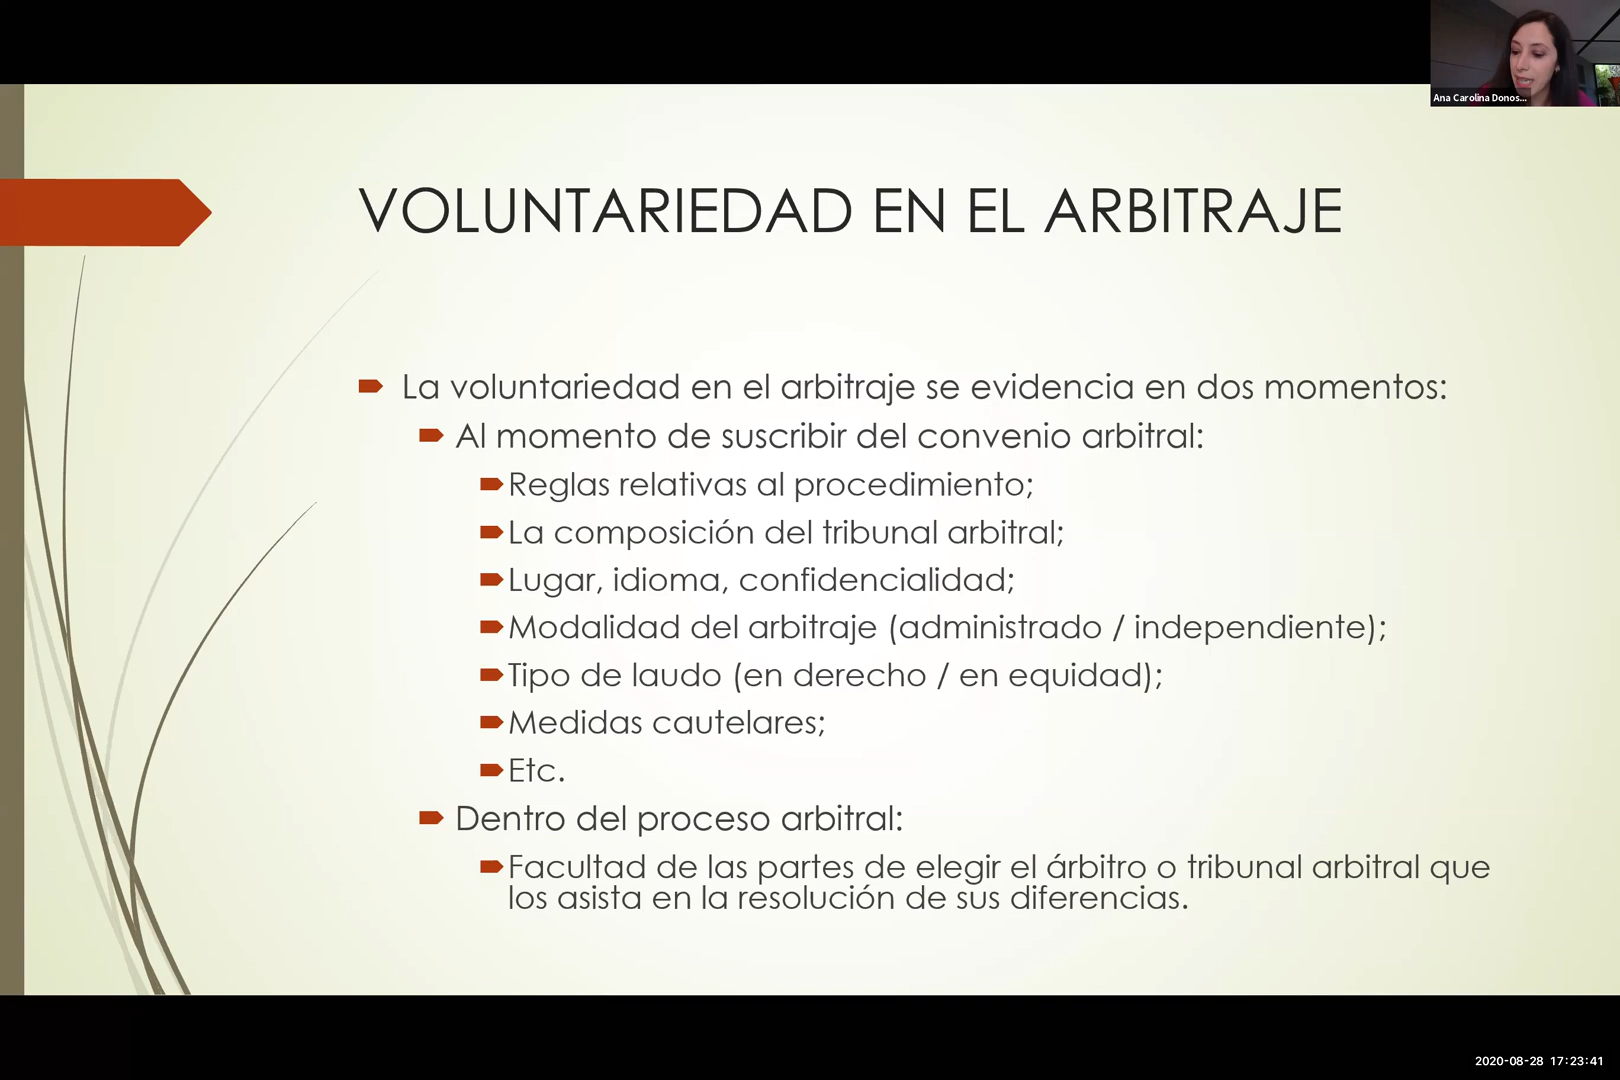 Ana Carolina Donos...
VOLUNTARIEDAD EN EL ARBITRAJE
La voluntariedad en el arbitraje se evidencia en dos momentos:
Al momento de suscribir del convenio arbitral:
Reglas relativas al procedimiento;
La composición del tribunal arbitral;
Lugar, idioma, confidencialidad;
Modalidad del arbitraje (administrado / independiente);
Tipo de laudo (en derecho / en equidad);
Medidas cautelares;
Etc.
Dentro del proceso arbitral:
Facultad de las partes de elegir el árbitro o tribunal arbitral que
los asista en la resolución de sus diferencias.
2020-08-28 17:23:41